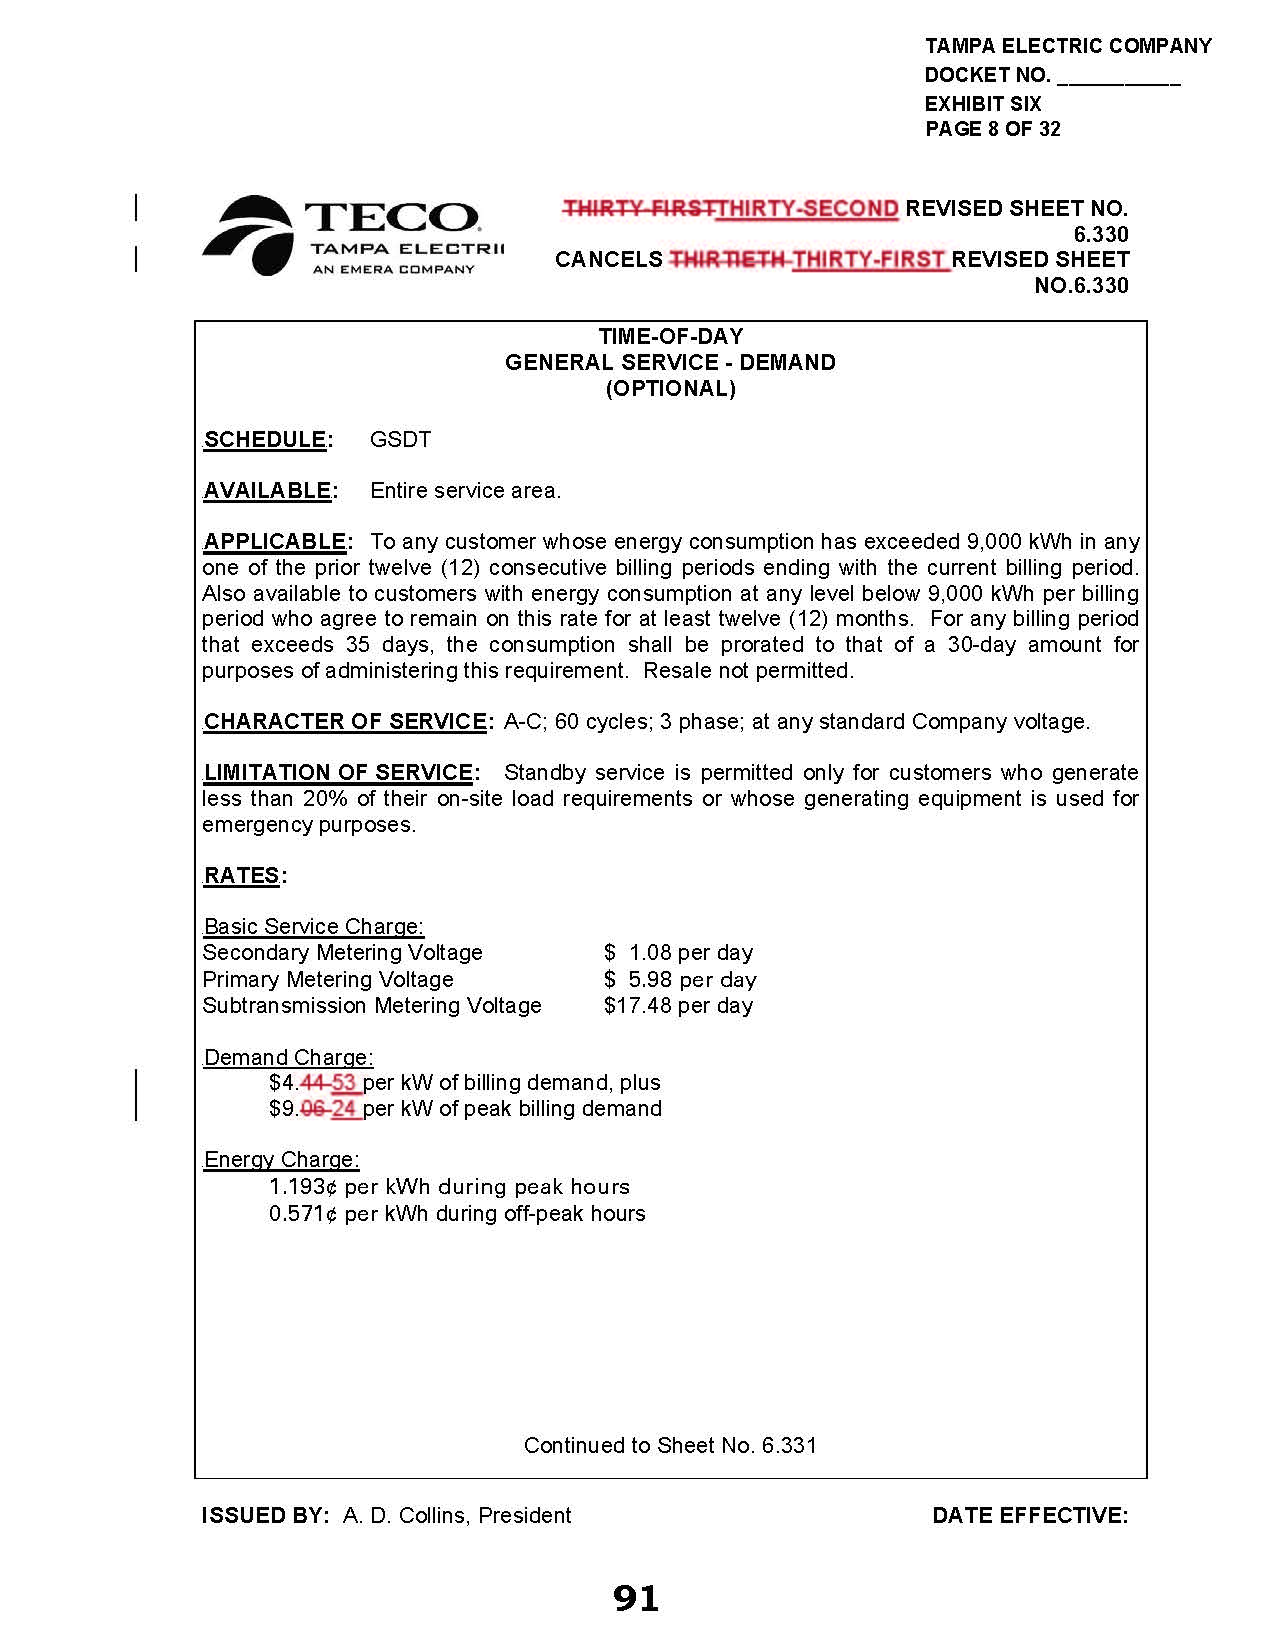 TAMPA ELECTRIC COMPANY
DOCKET NO. ___________
EXHIBIT SIX
PAGE 8 OF 32
TECO.
TAMPA ELECTRI
AN EMERA COMPANY
THIRTY-FIRSTTHIRTY-SECOND REVISED SHEET NO.
6.330
CANCELS THIRTIETH THIRTY-FIRST REVISED SHEET
NO.6.330
TIME-OF-DAY
GENERAL SERVICE - DEMAND
(OPTIONAL)
SCHEDULE: GSDT
AVAILABLE: Entire service area.
APPLICABLE: To any customer whose energy consumption has exceeded 9,000 kWh in any
one of the prior twelve (12) consecutive billing periods ending with the current billing period.
Also available to customers with energy consumption at any level below 9,000 kWh per billing
period who agree to remain on this rate for at least twelve (12) months. For any billing period
that exceeds 35 days, the consumption shall be prorated to that of a 30-day amount for
purposes of administering this requirement. Resale not permitted.
CHARACTER OF SERVICE: A-C; 60 cycles; 3 phase; at any standard Company voltage.
LIMITATION OF SERVICE: Standby service is permitted only for customers who generate
less than 20% of their on-site load requirements or whose generating equipment is used for
emergency purposes.
RATES:
Basic Service Charge:
Secondary Metering Voltage $ 1.08 per day
Primary Metering Voltage $ 5.98 per day
Subtransmission Metering Voltage $17.48 per day
Demand Charge:
$4.44 53 per kW of billing demand, plus
$9.06 24 per kW of peak billing demand
Energy Charge:
1.193¢ per kWh during peak hours
0.571¢ per kWh during off-peak hours
Continued to Sheet No. 6.331
ISSUED BY: A. D. Collins, President DATE EFFECTIVE:
91